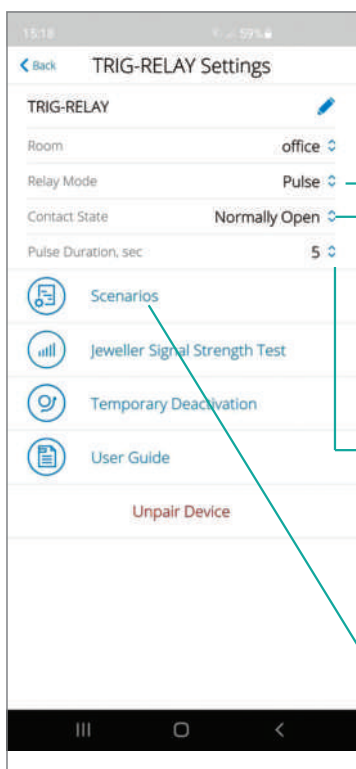 15:18 59%
Back TRIG-RELAY Settings
TRIG-RELAY
Room office
Relay Mode Pulse
Contact State Normally Open
Pulse Duration, sec 5
Scenarios
Jeweller Signal Strength Test
Temporary Deactivation
User Guide
Unpair Device